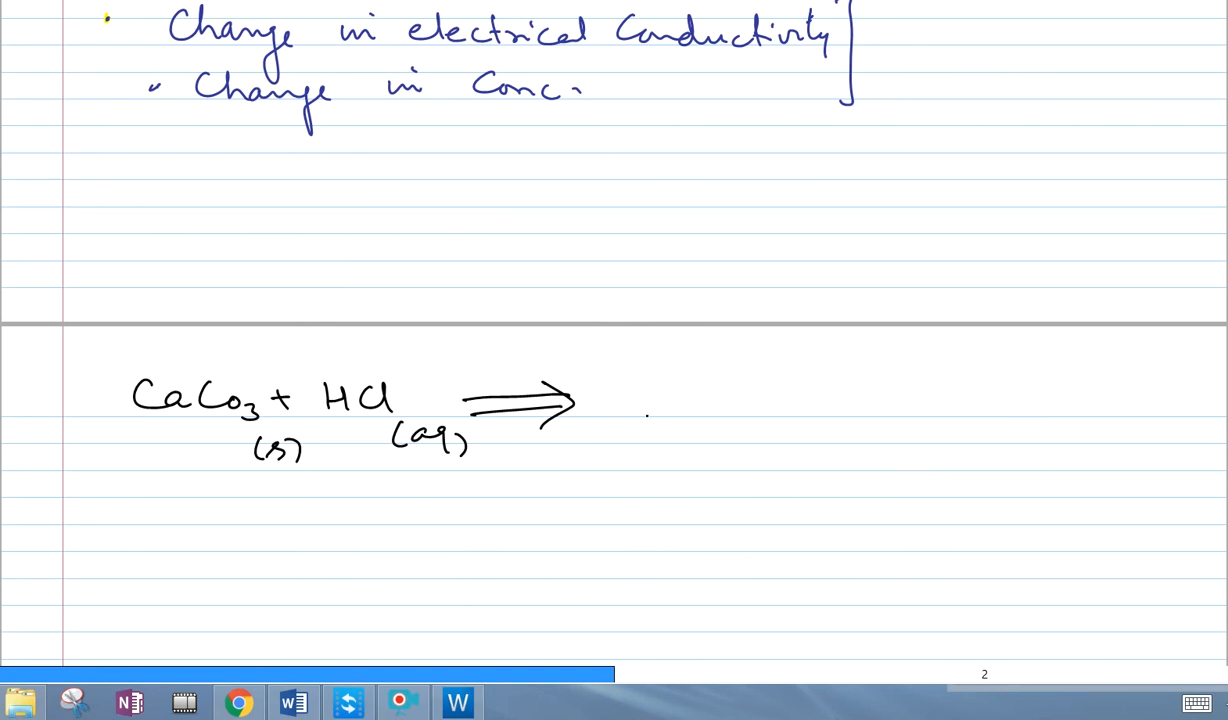 Change in electrical Conductivity
Change in Conc.
CaCo3 + HCl
(s) (aq)
2